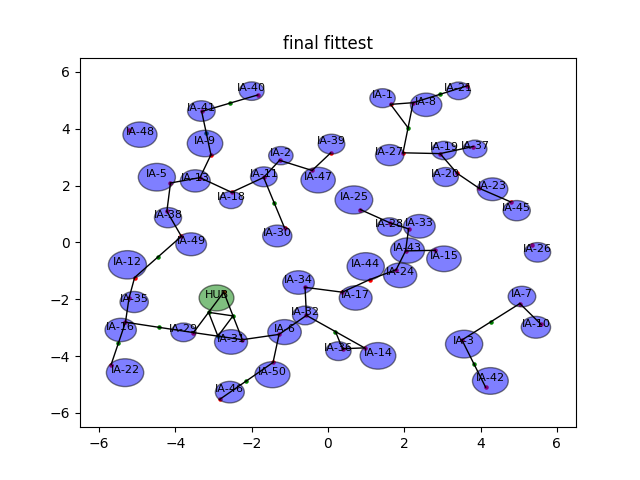 final fittest
6
4
2
0
−2
−4
−6
−6
−4
−2
0
2
4
6
IA-40
IA-21
IA-1
IA-41
IA-8
IA-48
IA-9
IA-39
IA-19
IA-37
IA-2
IA-27
IA-5
IA-11
IA-20
IA-13
IA-47
IA-23
IA-18
IA-25
IA-45
IA-38
IA-28
IA-33
IA-30
IA-49
IA-43
IA-26
IA-12
IA-44
IA-15
IA-24
IA-34
HUB
IA-17
IA-7
IA-35
IA-32
IA-16
IA-29
IA-6
IA-10
IA-31
IA-3
IA-36
IA-14
IA-22
IA-50
IA-42
IA-46